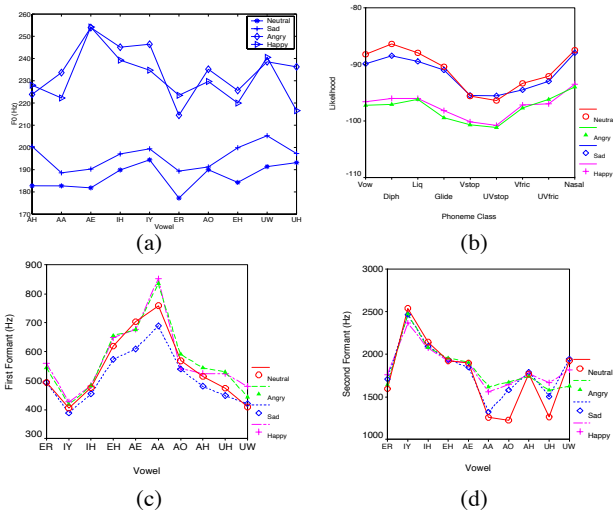 260
250
240
230
220
210
200
190
180
170
F0 (Hz)
AH AA AE IH IY ER AO EH UW UH
Vowel
Neutral
Sad
Angry
Happy
(a)
-80
-90
-100
-110
Likelihood
Vow Liq Vstop Vfric Nasal
Diph Glide UVstop UVfric
Phoneme Class
Neutral
Angry
Sad
Happy
(b)
900
800
700
600
500
400
300
First Formant (Hz)
ER IY IH EH AE AA AO AH UH UW
Vowel
Neutral
Angry
Sad
Happy
(c)
3000
2500
2000
1500
1000
Second Formant (Hz)
ER IY IH EH AE AA AO AH UH UW
Vowel
Neutral
Angry
Sad
Happy
(d)